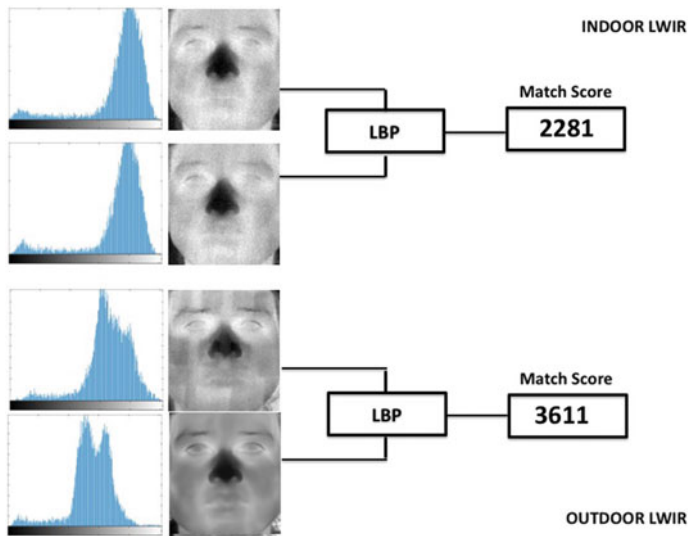 INDOOR LWIR
Match Score
LBP
2281
Match Score
LBP
3611
OUTDOOR LWIR